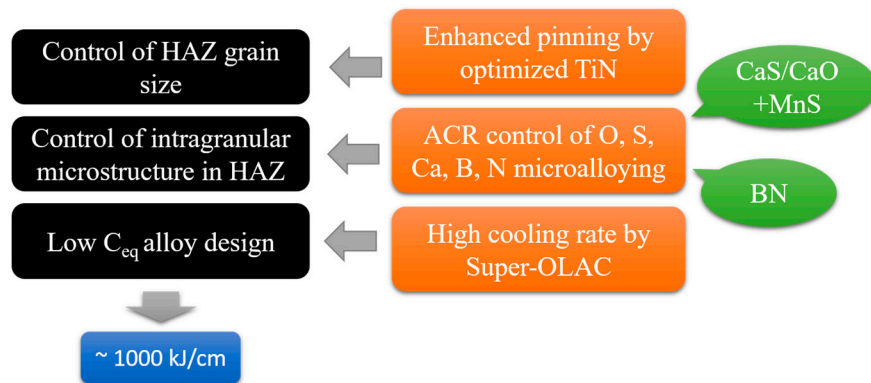 Control of HAZ grain
size
Enhanced pinning by
optimized TiN
CaS/CaO
+MnS
Control of intragranular
microstructure in HAZ
ACR control of O, S,
Ca, B, N microalloying
BN
Low Ceq alloy design
High cooling rate by
Super-OLAC
~ 1000 kJ/cm